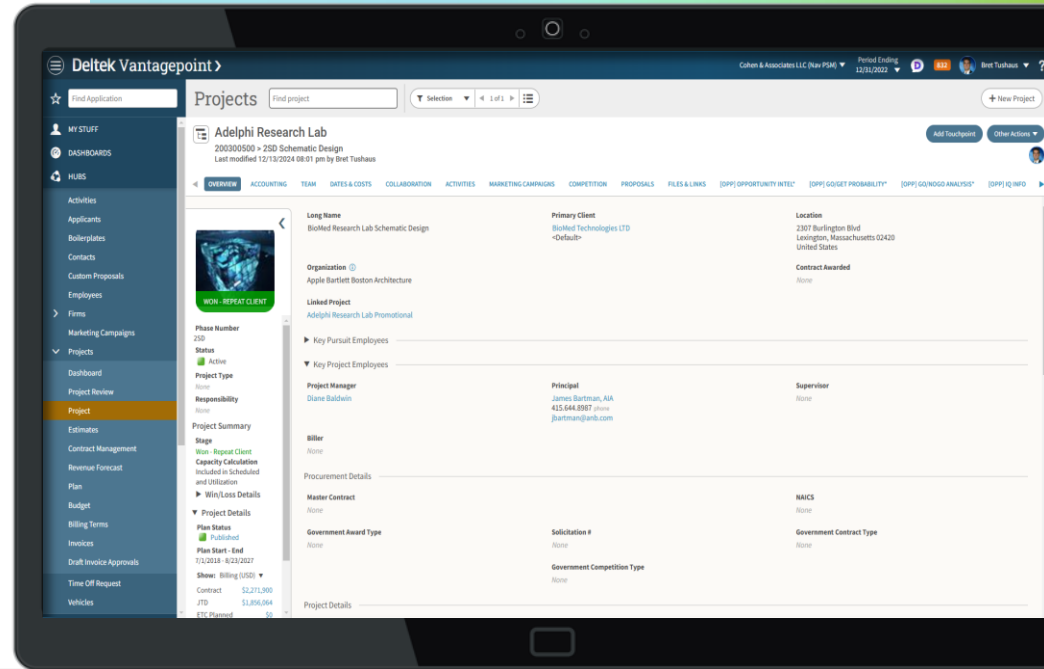 Deltek Vantagepoint
Cohen & Associates LLC (Nav PSM)
Period Ending
12/31/2022
D
832
Bret Tushaus
?
Find Application
Projects
Find project
Selection
1 of 1
+ New Project
MY STUFF
DASHBOARDS
HUBS
Activities
Applicants
Boilerplates
Contacts
Custom Proposals
Employees
Firms
Marketing Campaigns
Projects
Dashboard
Project Review
Project
Estimates
Contract Management
Revenue Forecast
Plan
Budget
Billing Terms
Invoices
Draft Invoice Approvals
Time Off Request
Vehicles
Adelphi Research Lab
200300500 > 2SD Schematic Design
Last modified 12/13/2024 08:01 pm by Bret Tushaus
Add Touchpoint
Other Actions
OVERVIEW
ACCOUNTING
TEAM
DATES & COSTS
COLLABORATION
ACTIVITIES
MARKETING CAMPAIGNS
COMPETITION
PROPOSALS
FILES & LINKS
[OPP] OPPORTUNITY INTEL*
[OPP] GO/GET PROBABILITY*
[OPP] GO/NOGO ANALYSIS*
[OPP] IQ INFO
WON - REPEAT CLIENT
Phase Number
2SD
Status
Active
Project Type
None
Responsibility
None
Project Summary
Stage
Won - Repeat Client
Capacity Calculation
Included in Scheduled
and Utilization
Win/Loss Details
Project Details
Plan Status
Published
Plan Start - End
7/1/2018 - 8/23/2027
Show: Billing (USD)
Contract $2,271,900
JTD $1,856,064
ETC Planned $0
Long Name
BioMed Research Lab Schematic Design
Primary Client
BioMed Technologies LTD
<Default>
Location
2307 Burlington Blvd
Lexington, Massachusetts 02420
United States
Organization
Apple Bartlett Boston Architecture
Contract Awarded
None
Linked Project
Adelphi Research Lab Promotional
Key Pursuit Employees
Key Project Employees
Project Manager
Diane Baldwin
Principal
James Bartman, AIA
415.644.8987 phone
jbartman@anb.com
Supervisor
None
Biller
None
Procurement Details
Master Contract
None
NAICS
None
Government Award Type
None
Solicitation #
None
Government Contract Type
None
Government Competition Type
None
Project Details